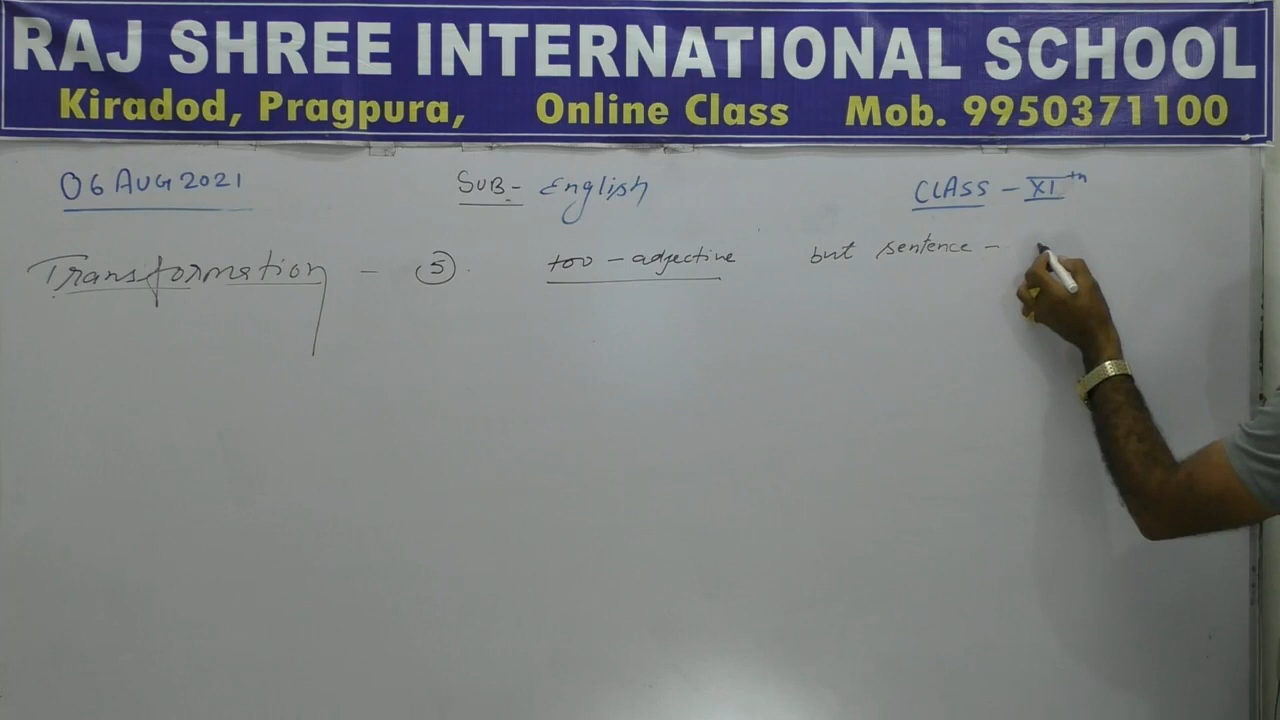 RAJ SHREE INTERNATIONAL SCHOOL
Kiradod, Pragpura, Online Class Mob. 9950371100
06 AUG 2021 SUB- English CLASS - XIth
Transformation - 5. too - adjective but sentence -